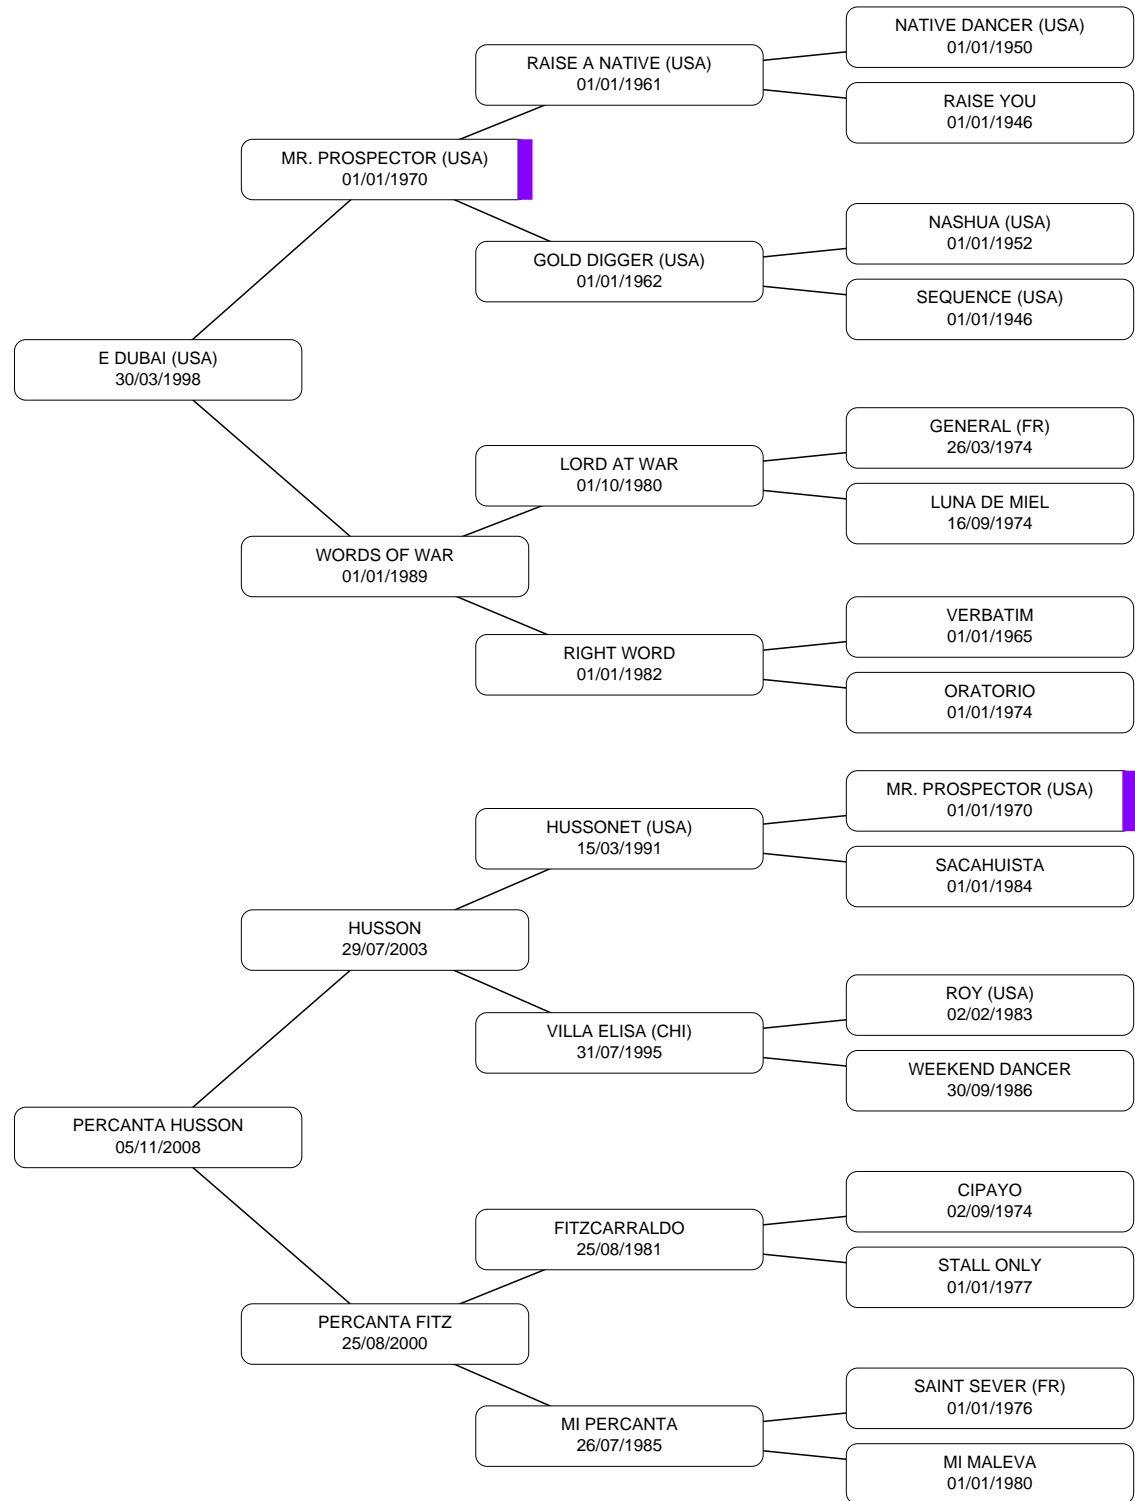 NATIVE DANCER (USA)
01/01/1950
RAISE A NATIVE (USA)
01/01/1961
RAISE YOU
01/01/1946
MR. PROSPECTOR (USA)
01/01/1970
NASHUA (USA)
01/01/1952
GOLD DIGGER (USA)
01/01/1962
SEQUENCE (USA)
01/01/1946
E DUBAI (USA)
30/03/1998
GENERAL (FR)
26/03/1974
LORD AT WAR
01/10/1980
LUNA DE MIEL
16/09/1974
WORDS OF WAR
01/01/1989
VERBATIM
01/01/1965
RIGHT WORD
01/01/1982
ORATORIO
01/01/1974
MR. PROSPECTOR (USA)
01/01/1970
HUSSONET (USA)
15/03/1991
SACAHUISTA
01/01/1984
HUSSON
29/07/2003
ROY (USA)
02/02/1983
VILLA ELISA (CHI)
31/07/1995
WEEKEND DANCER
30/09/1986
PERCANTA HUSSON
05/11/2008
CIPAYO
02/09/1974
FITZCARRALDO
25/08/1981
STALL ONLY
01/01/1977
PERCANTA FITZ
25/08/2000
SAINT SEVER (FR)
01/01/1976
MI PERCANTA
26/07/1985
MI MALEVA
01/01/1980